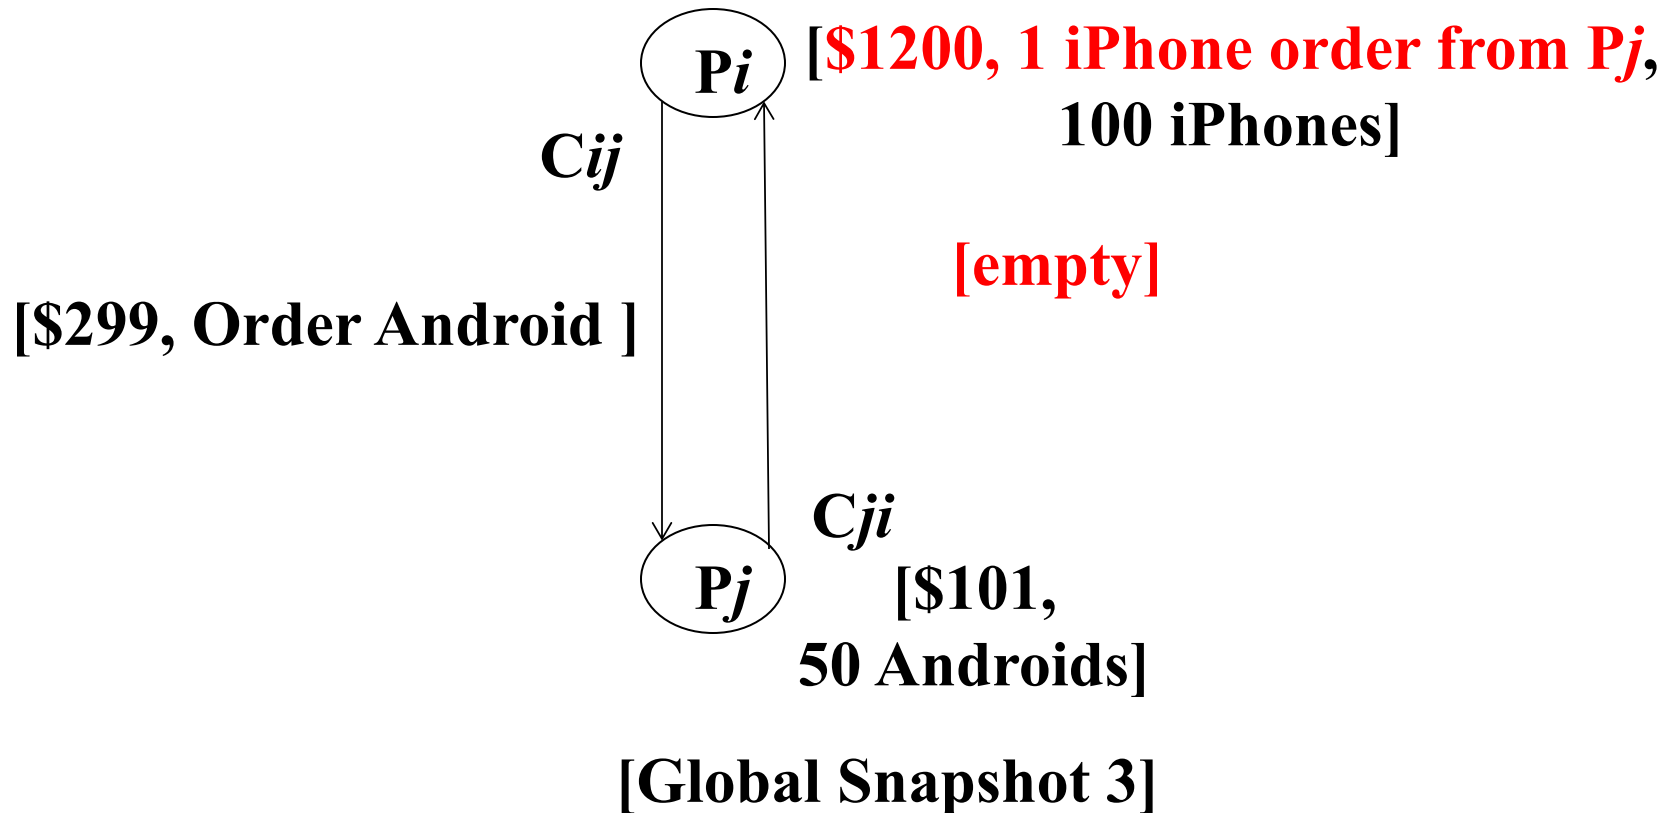 Pi
[$1200, 1 iPhone order from Pj,
100 iPhones]
Cij
[empty]
[$299, Order Android ]
Cji
Pj
[$101,
50 Androids]
[Global Snapshot 3]